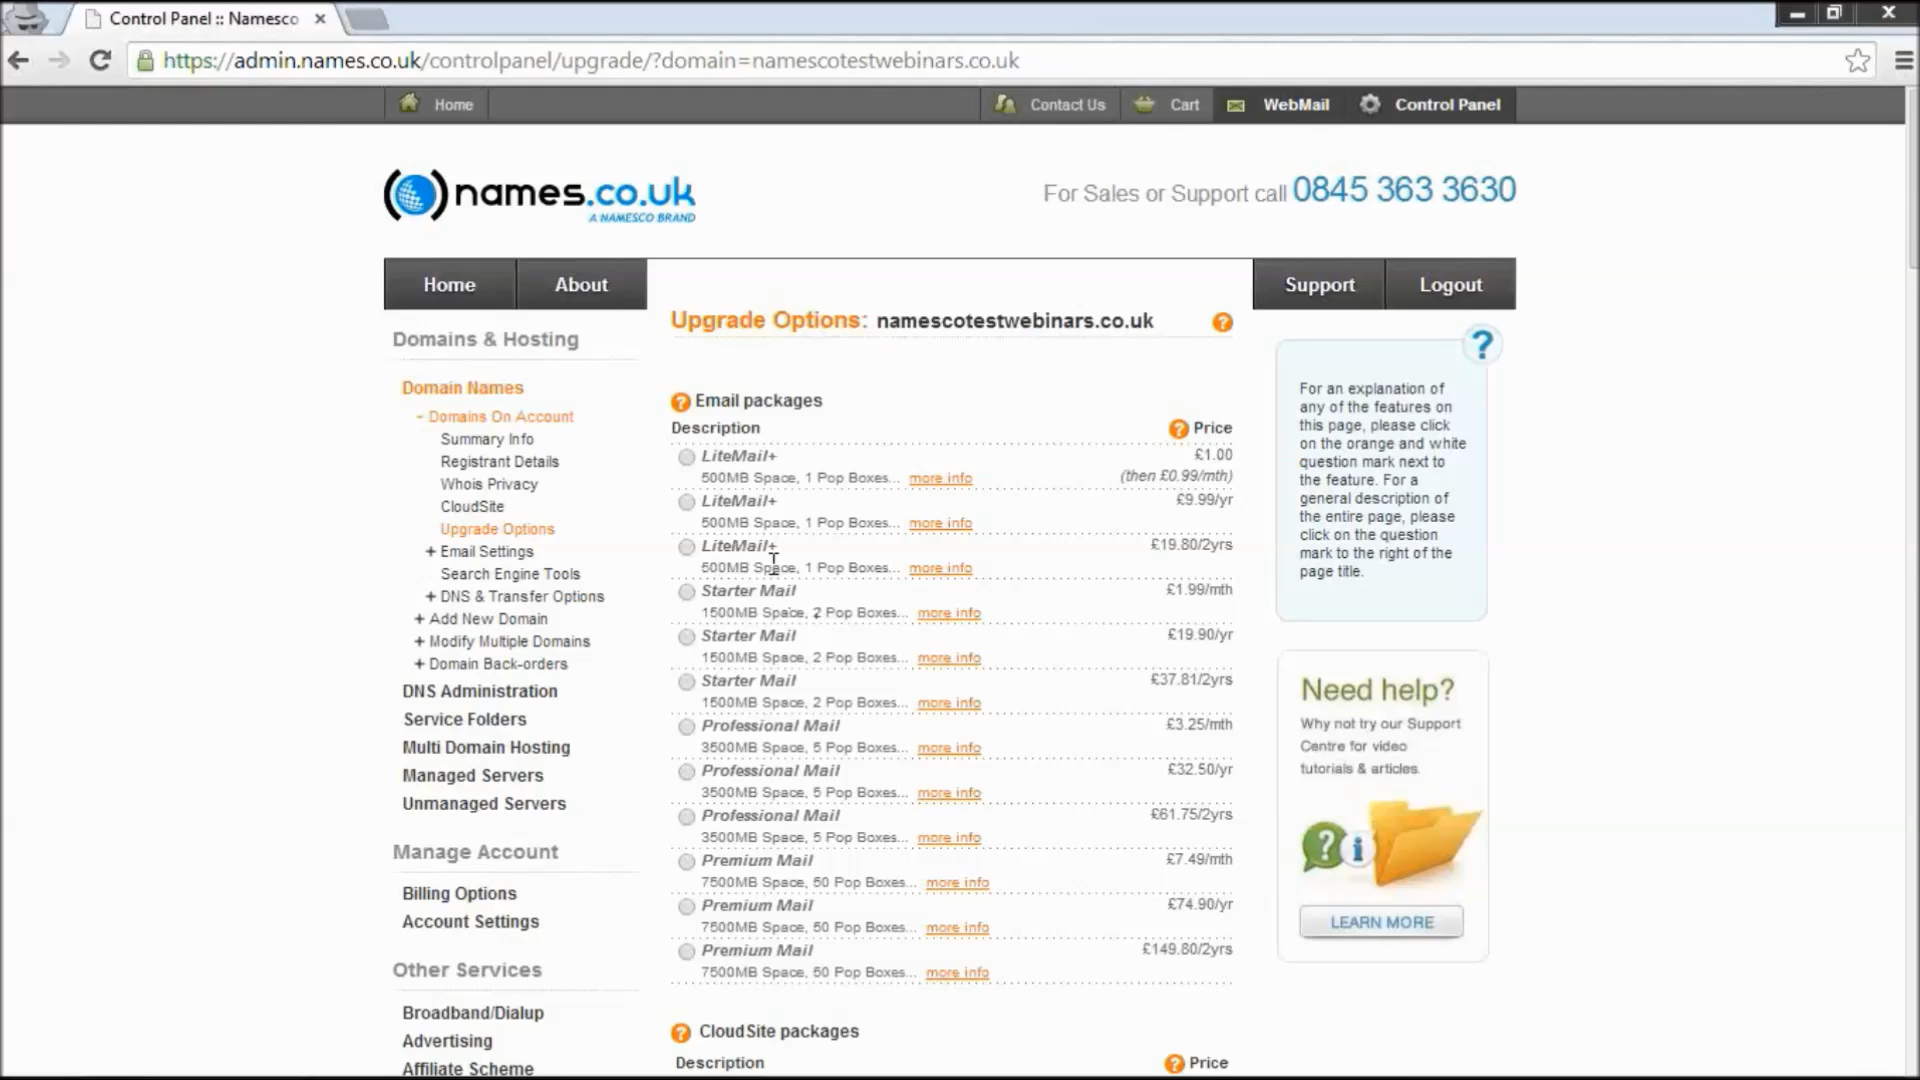 Control Panel :: Namesco
https://admin.names.co.uk/controlpanel/upgrade/?domain=namescotestwebinars.co.uk
Home
Contact Us
Cart
WebMail
Control Panel
names.co.uk
A NAMESCO BRAND
For Sales or Support call 0845 363 3630
Home
About
Support
Logout
Domains & Hosting
Domain Names
- Domains On Account
Summary Info
Registrant Details
Whois Privacy
CloudSite
Upgrade Options
+ Email Settings
Search Engine Tools
+ DNS & Transfer Options
+ Add New Domain
+ Modify Multiple Domains
+ Domain Back-orders
DNS Administration
Service Folders
Multi Domain Hosting
Managed Servers
Unmanaged Servers
Manage Account
Billing Options
Account Settings
Other Services
Broadband/Dialup
Advertising
Affiliate Scheme
Upgrade Options: namescotestwebinars.co.uk ?
? Email packages
Description ? Price
LiteMail+ £1.00
500MB Space, 1 Pop Boxes... more info (then £0.99/mth)
LiteMail+ £9.99/yr
500MB Space, 1 Pop Boxes... more info
LiteMail+ £19.80/2yrs
500MB Space, 1 Pop Boxes... more info
Starter Mail £1.99/mth
1500MB Space, 2 Pop Boxes... more info
Starter Mail £19.90/yr
1500MB Space, 2 Pop Boxes... more info
Starter Mail £37.81/2yrs
1500MB Space, 2 Pop Boxes... more info
Professional Mail £3.25/mth
3500MB Space, 5 Pop Boxes... more info
Professional Mail £32.50/yr
3500MB Space, 5 Pop Boxes... more info
Professional Mail £61.75/2yrs
3500MB Space, 5 Pop Boxes... more info
Premium Mail £7.49/mth
7500MB Space, 50 Pop Boxes... more info
Premium Mail £74.90/yr
7500MB Space, 50 Pop Boxes... more info
Premium Mail £149.80/2yrs
7500MB Space, 50 Pop Boxes... more info
? CloudSite packages
Description ? Price
?
For an explanation of
any of the features on
this page, please click
on the orange and white
question mark next to
the feature. For a
general description of
the entire page, please
click on the question
mark to the right of the
page title.
Need help?
Why not try our Support
Centre for video
tutorials & articles.
? i
LEARN MORE